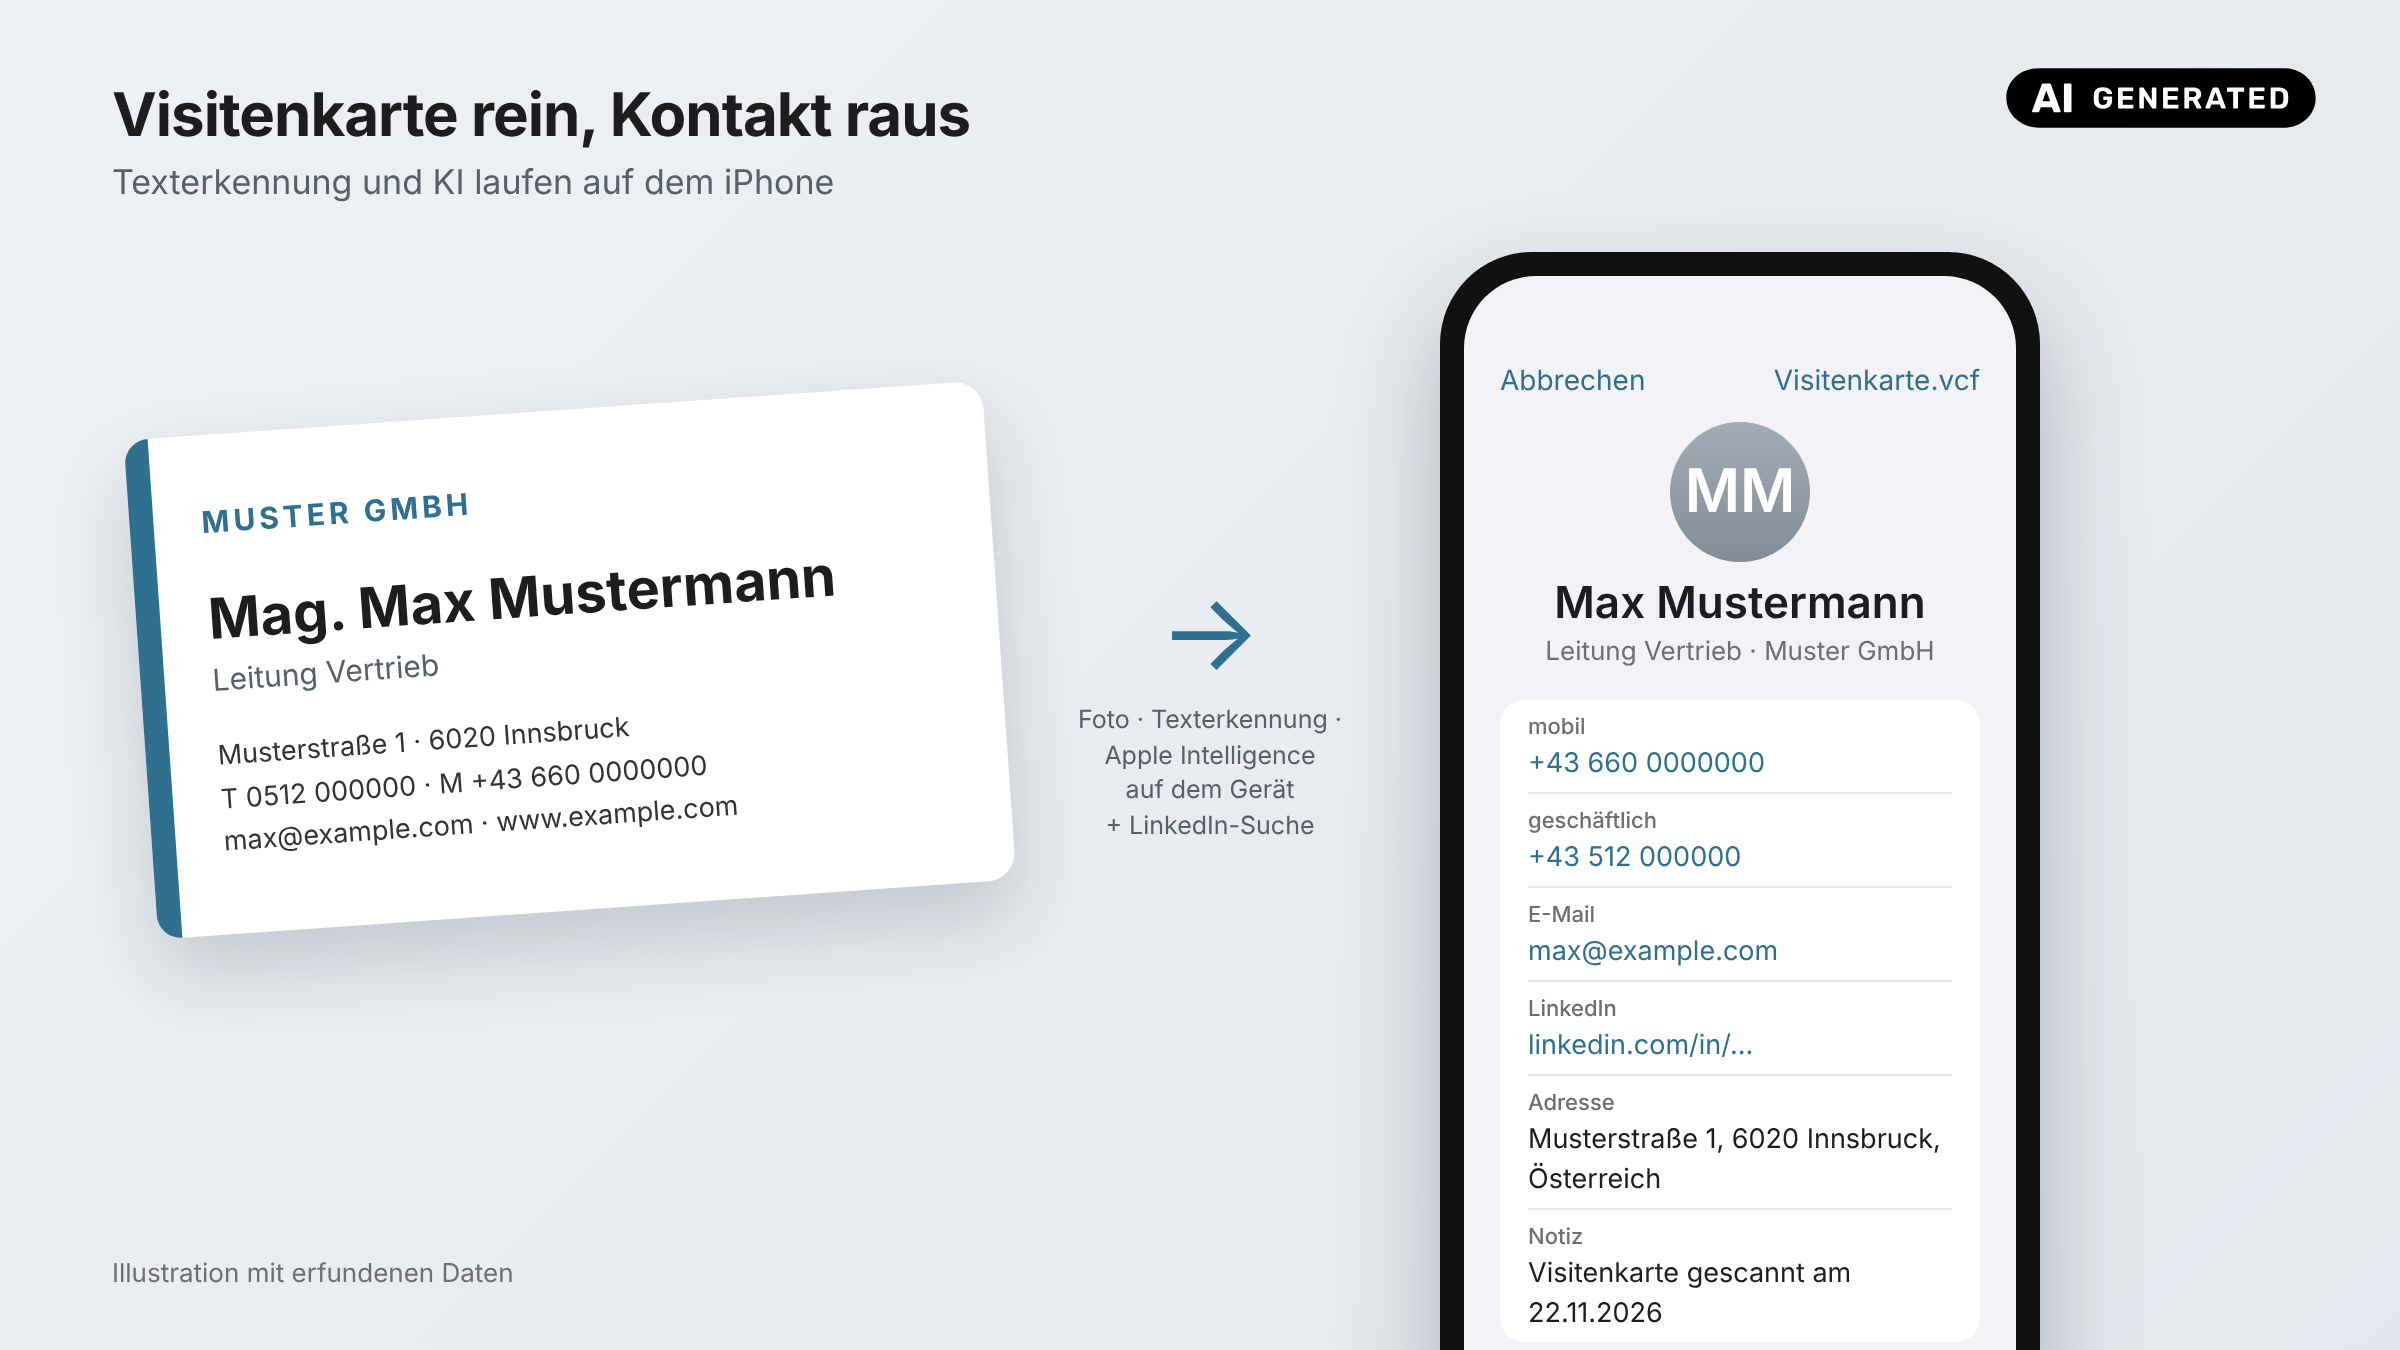 Visitenkarte rein, Kontakt raus
Texterkennung und KI laufen auf dem iPhone
AI GENERATED
MUSTER GMBH
Mag. Max Mustermann
Leitung Vertrieb
Musterstraße 1 · 6020 Innsbruck
T 0512 000000 · M +43 660 0000000
max@example.com · www.example.com
Foto · Texterkennung ·
Apple Intelligence
auf dem Gerät
+ LinkedIn-Suche
Abbrechen
Visitenkarte.vcf
MM
Max Mustermann
Leitung Vertrieb · Muster GmbH
mobil
+43 660 0000000
geschäftlich
+43 512 000000
E-Mail
max@example.com
LinkedIn
linkedin.com/in/...
Adresse
Musterstraße 1, 6020 Innsbruck,
Österreich
Notiz
Visitenkarte gescannt am
22.11.2026
Illustration mit erfundenen Daten